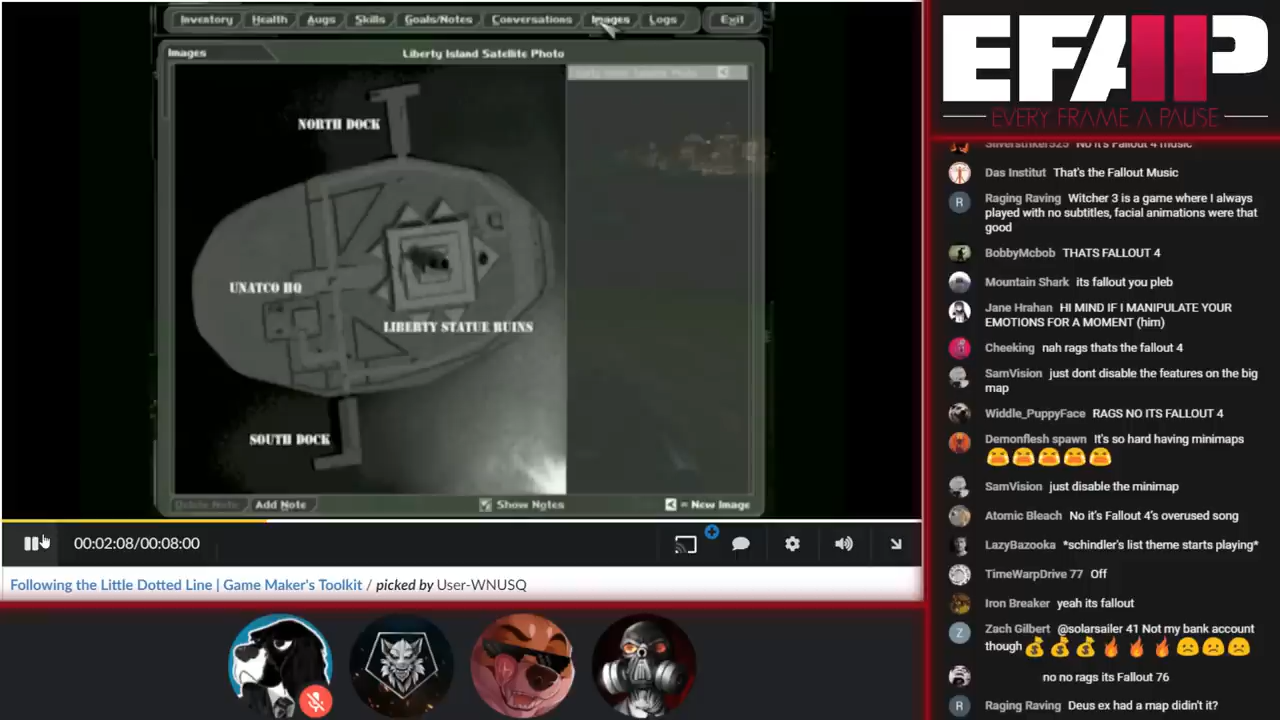 Inventory Health Augs Skills Goals/Notes Conversations Images Logs Exit
Images
Liberty Island Satellite Photo
NORTH DOCK
UNATCO HQ
LIBERTY STATUE RUINS
SOUTH DOCK
Delete Note Add Note Show Notes = New Image
00:02:08/00:08:00
Following the Little Dotted Line | Game Maker's Toolkit / picked by User-WNUSQ
EFAP
EVERY FRAME A PAUSE
Silverstriker525 No it's Fallout 4 music
Das Institut That's the Fallout Music
R Raging Raving Witcher 3 is a game where I always
played with no subtitles, facial animations were that
good
BobbyMcbob THATS FALLOUT 4
Mountain Shark its fallout you pleb
Jane Hrahan HI MIND IF I MANIPULATE YOUR
EMOTIONS FOR A MOMENT (him)
Cheeking nah rags thats the fallout 4
SamVision just dont disable the features on the big
map
Widdle_PuppyFace RAGS NO ITS FALLOUT 4
Demonflesh spawn It's so hard having minimaps
SamVision just disable the minimap
Atomic Bleach No it's Fallout 4's overused song
LazyBazooka *schindler's list theme starts playing*
TimeWarpDrive 77 Off
Iron Breaker yeah its fallout
Z Zach Gilbert @solarsailer 41 Not my bank account
though
no no rags its Fallout 76
R Raging Raving Deus ex had a map didin't it?